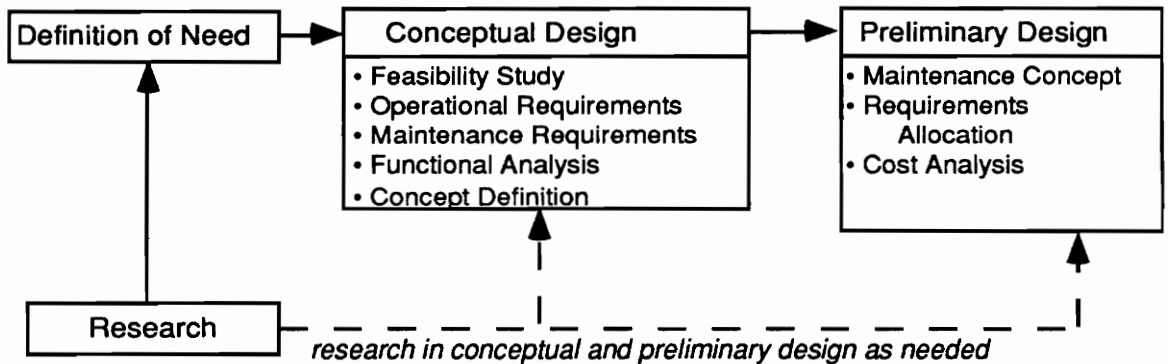 Definition of Need
Conceptual Design
• Feasibility Study
• Operational Requirements
• Maintenance Requirements
• Functional Analysis
• Concept Definition
Preliminary Design
• Maintenance Concept
• Requirements
Allocation
• Cost Analysis
Research
research in conceptual and preliminary design as needed